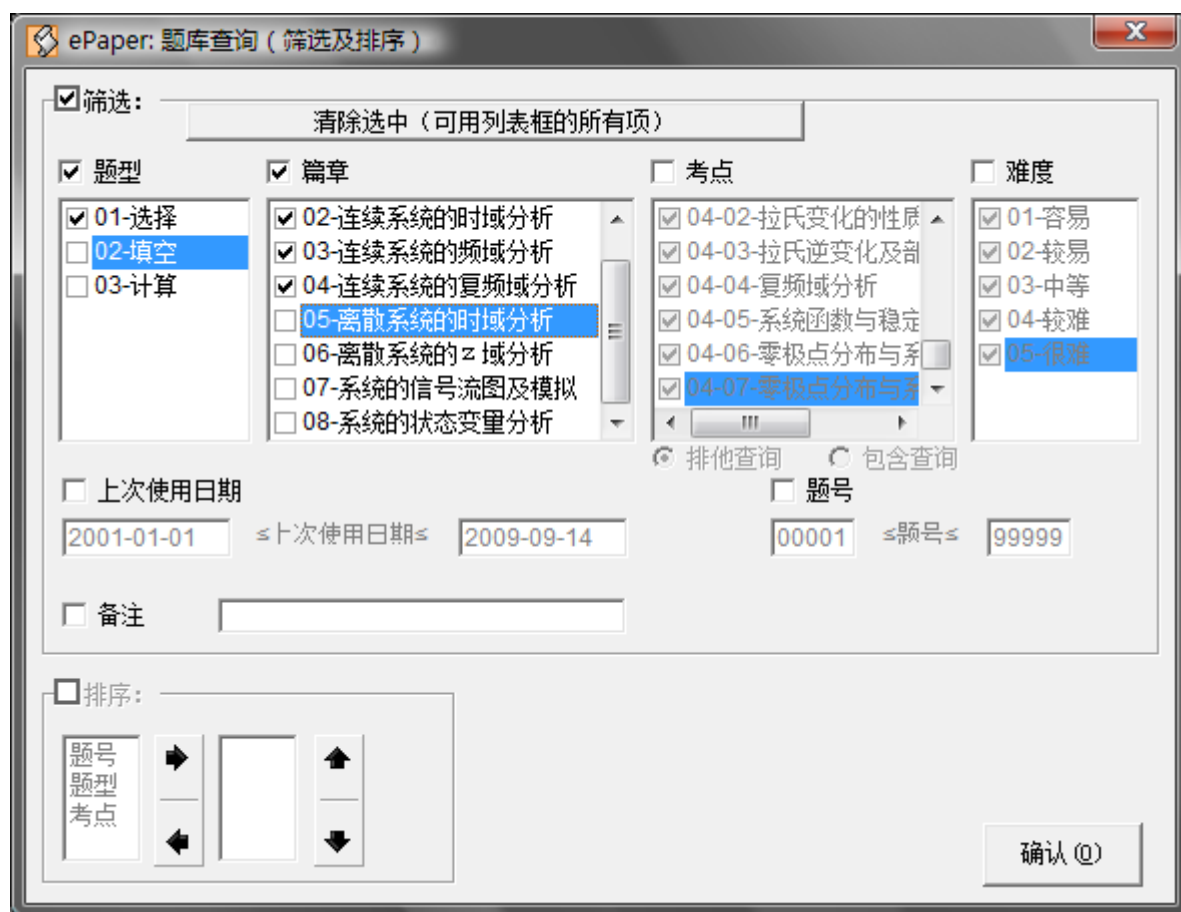 ePaper: 题库查询 ( 筛选及排序 )
筛选:
清除选中（可用列表框的所有项）
题型
篇章
考点
难度
01-选择
02-填空
03-计算
02-连续系统的时域分析
03-连续系统的频域分析
04-连续系统的复频域分析
05-离散系统的时域分析
06-离散系统的z域分析
07-系统的信号流图及模拟
08-系统的状态变量分析
04-02-拉氏变化的性质
04-03-拉氏逆变化及部
04-04-复频域分析
04-05-系统函数与稳定
04-06-零极点分布与系
04-07-零极点分布与系
01-容易
02-较易
03-中等
04-较难
05-很难
排他查询
包含查询
上次使用日期
题号
2001-01-01
≤上次使用日期≤
2009-09-14
00001
≤题号≤
99999
备注
排序:
题号
题型
考点
确认(O)